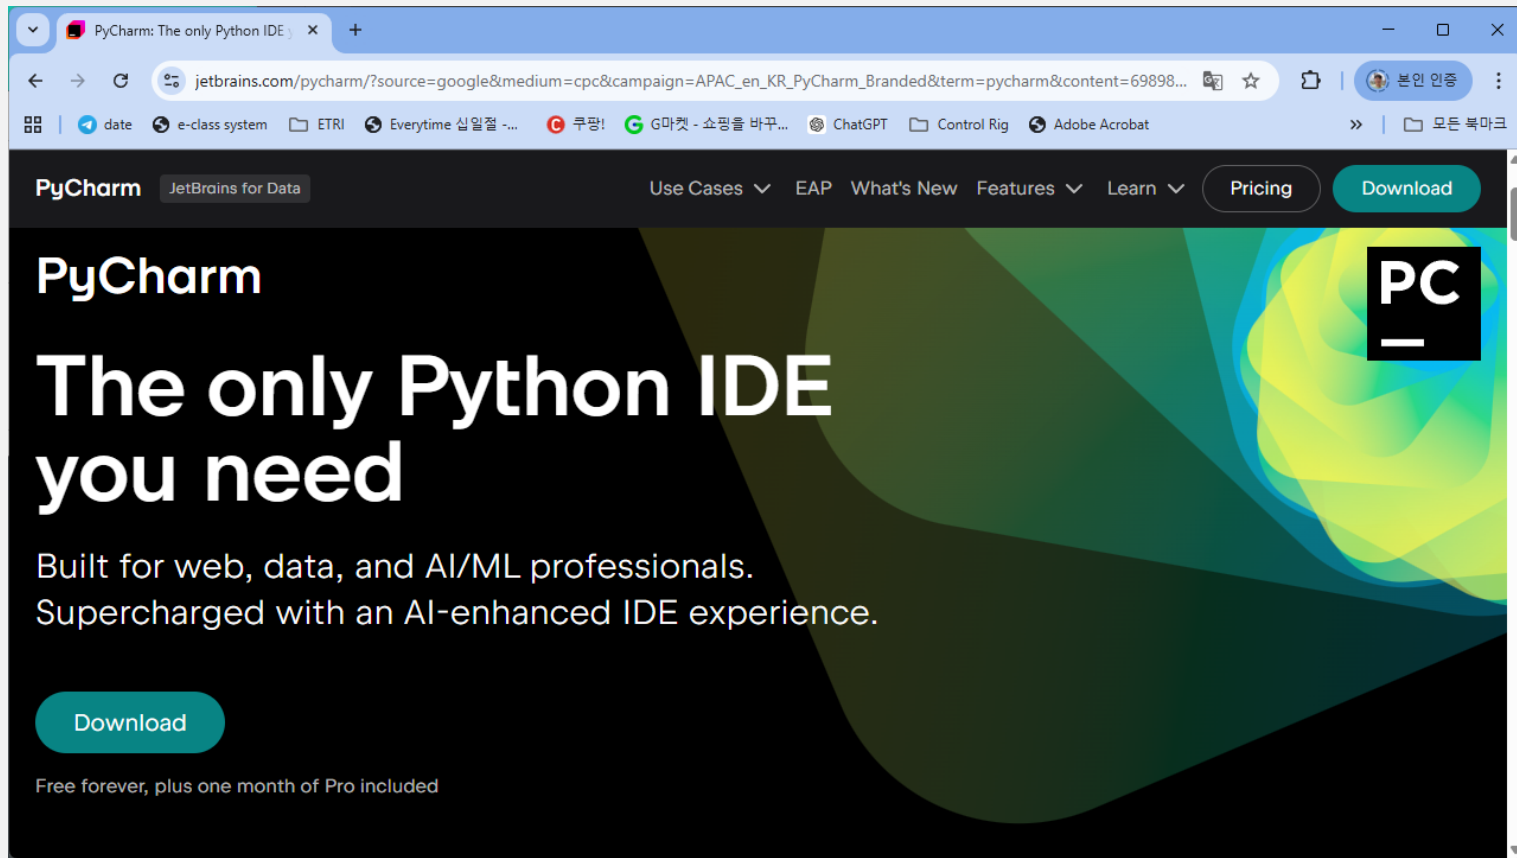 PyCharm: The only Python IDE
jetbrains.com/pycharm/?source=google&medium=cpc&campaign=APAC_en_KR_PyCharm_Branded&term=pycharm&content=69898...
본인 인증
date
e-class system
ETRI
Everytime 십일절 -...
쿠팡!
G마켓 - 쇼핑을 바꾸...
ChatGPT
Control Rig
Adobe Acrobat
»
모든 북마크
PyCharm
JetBrains for Data
Use Cases
EAP
What's New
Features
Learn
Pricing
Download
PyCharm
PC
The only Python IDE
you need
Built for web, data, and AI/ML professionals.
Supercharged with an AI-enhanced IDE experience.
Download
Free forever, plus one month of Pro included